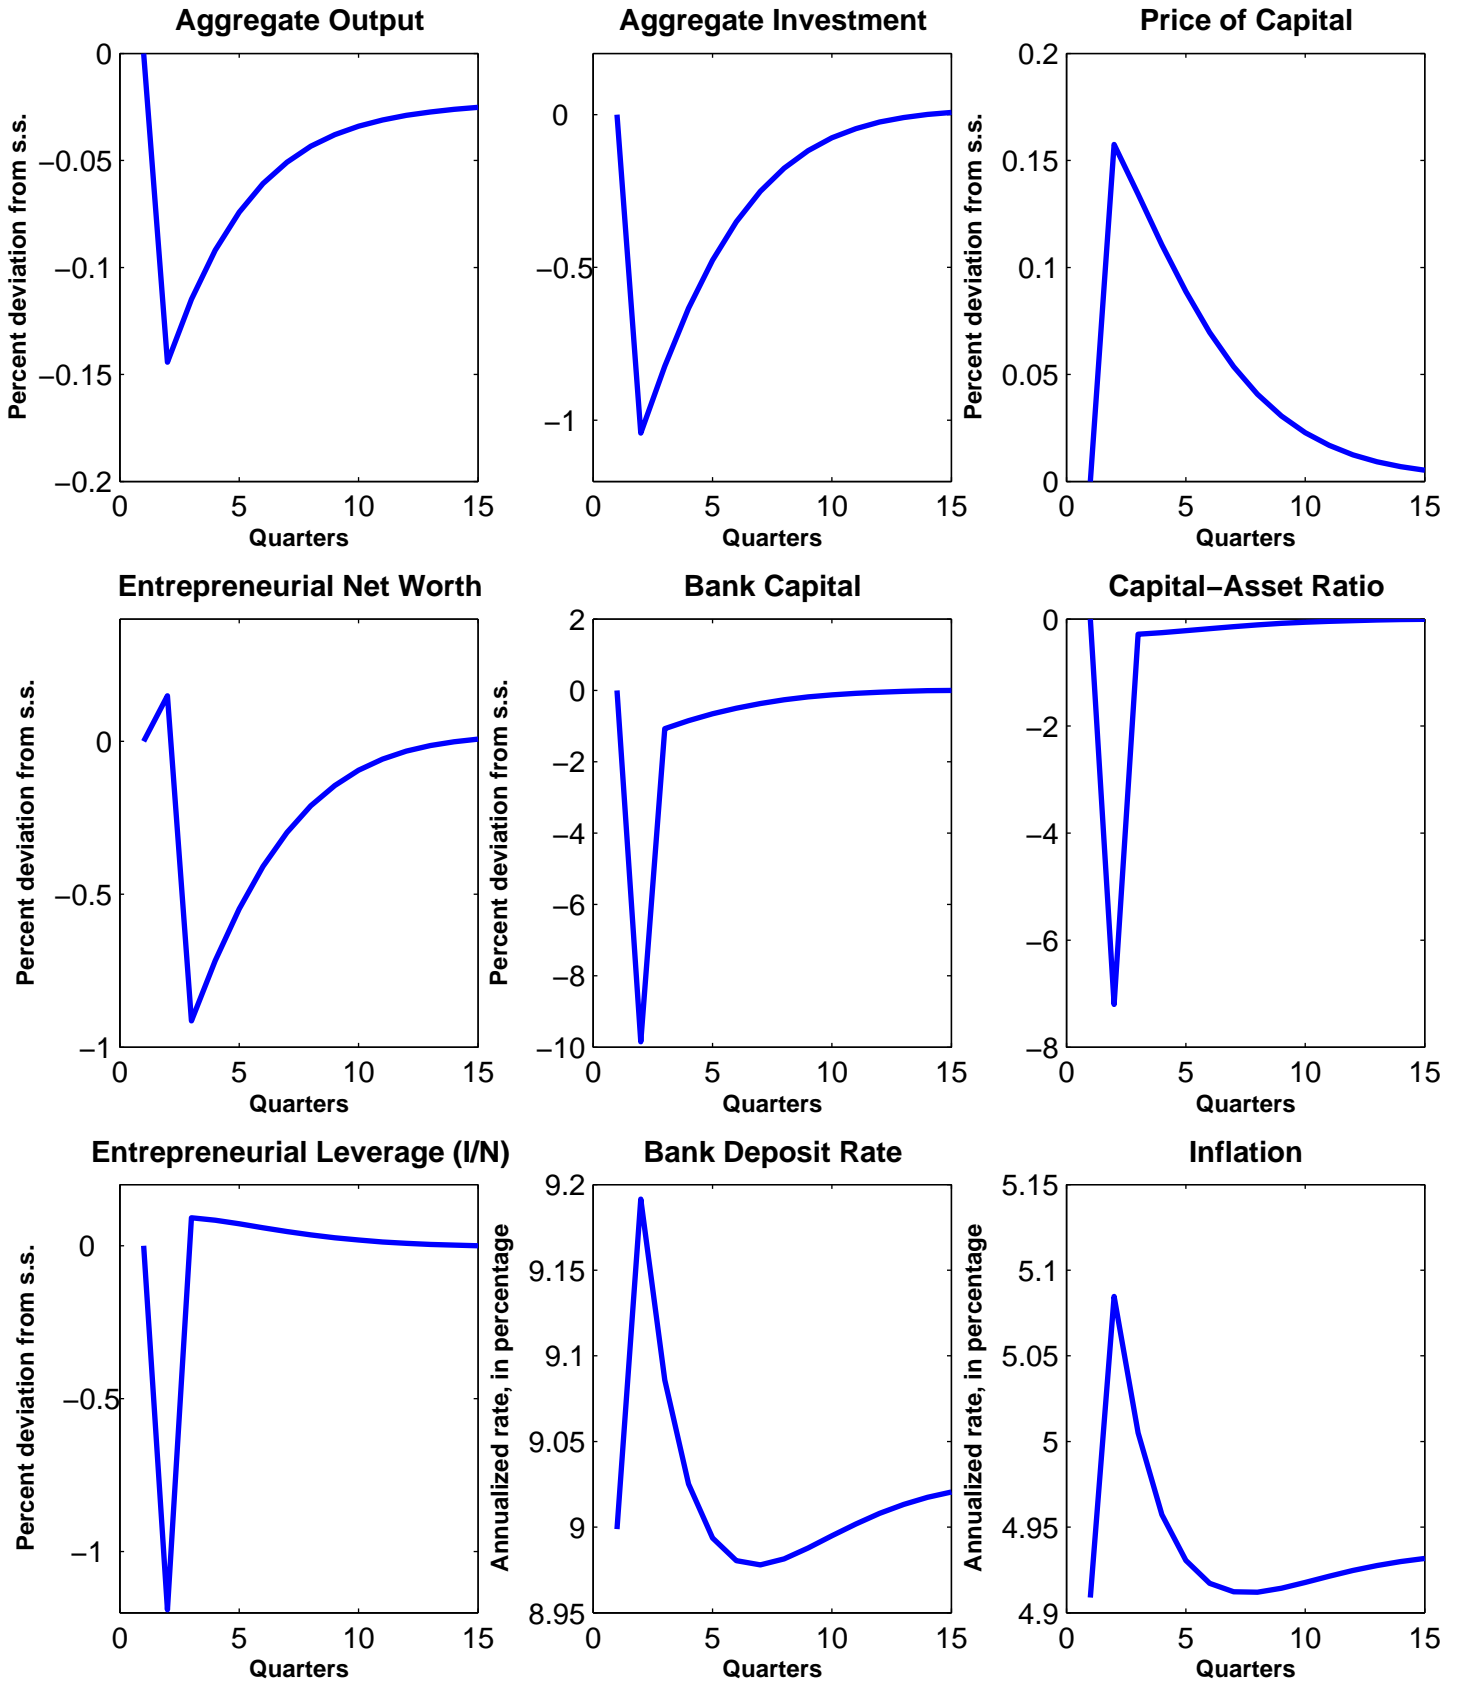 Aggregate Output
Percent deviation from s.s.
0
−0.05
−0.1
−0.15
−0.2
0 5 10 15
Quarters
Aggregate Investment
0
−0.5
−1
0 5 10 15
Quarters
Price of Capital
Percent deviation from s.s.
0.2
0.15
0.1
0.05
0
0 5 10 15
Quarters
Entrepreneurial Net Worth
Percent deviation from s.s.
0
−0.5
−1
0 5 10 15
Quarters
Bank Capital
Percent deviation from s.s.
2
0
−2
−4
−6
−8
−10
0 5 10 15
Quarters
Capital−Asset Ratio
0
−2
−4
−6
−8
0 5 10 15
Quarters
Entrepreneurial Leverage (I/N)
Percent deviation from s.s.
0
−0.5
−1
0 5 10 15
Quarters
Bank Deposit Rate
Annualized rate, in percentage
9.2
9.15
9.1
9.05
9
8.95
0 5 10 15
Quarters
Inflation
Annualized rate, in percentage
5.15
5.1
5.05
5
4.95
4.9
0 5 10 15
Quarters